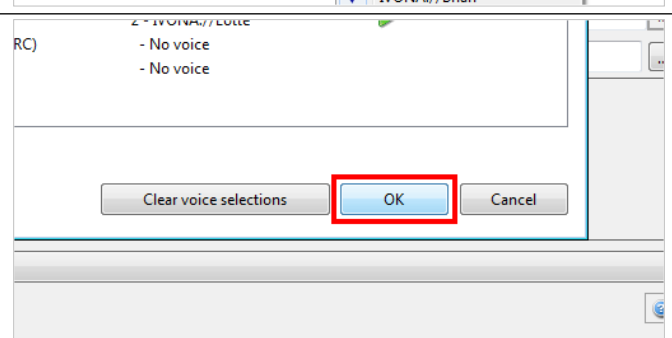 RC) - No voice
- No voice
...
Clear voice selections OK Cancel